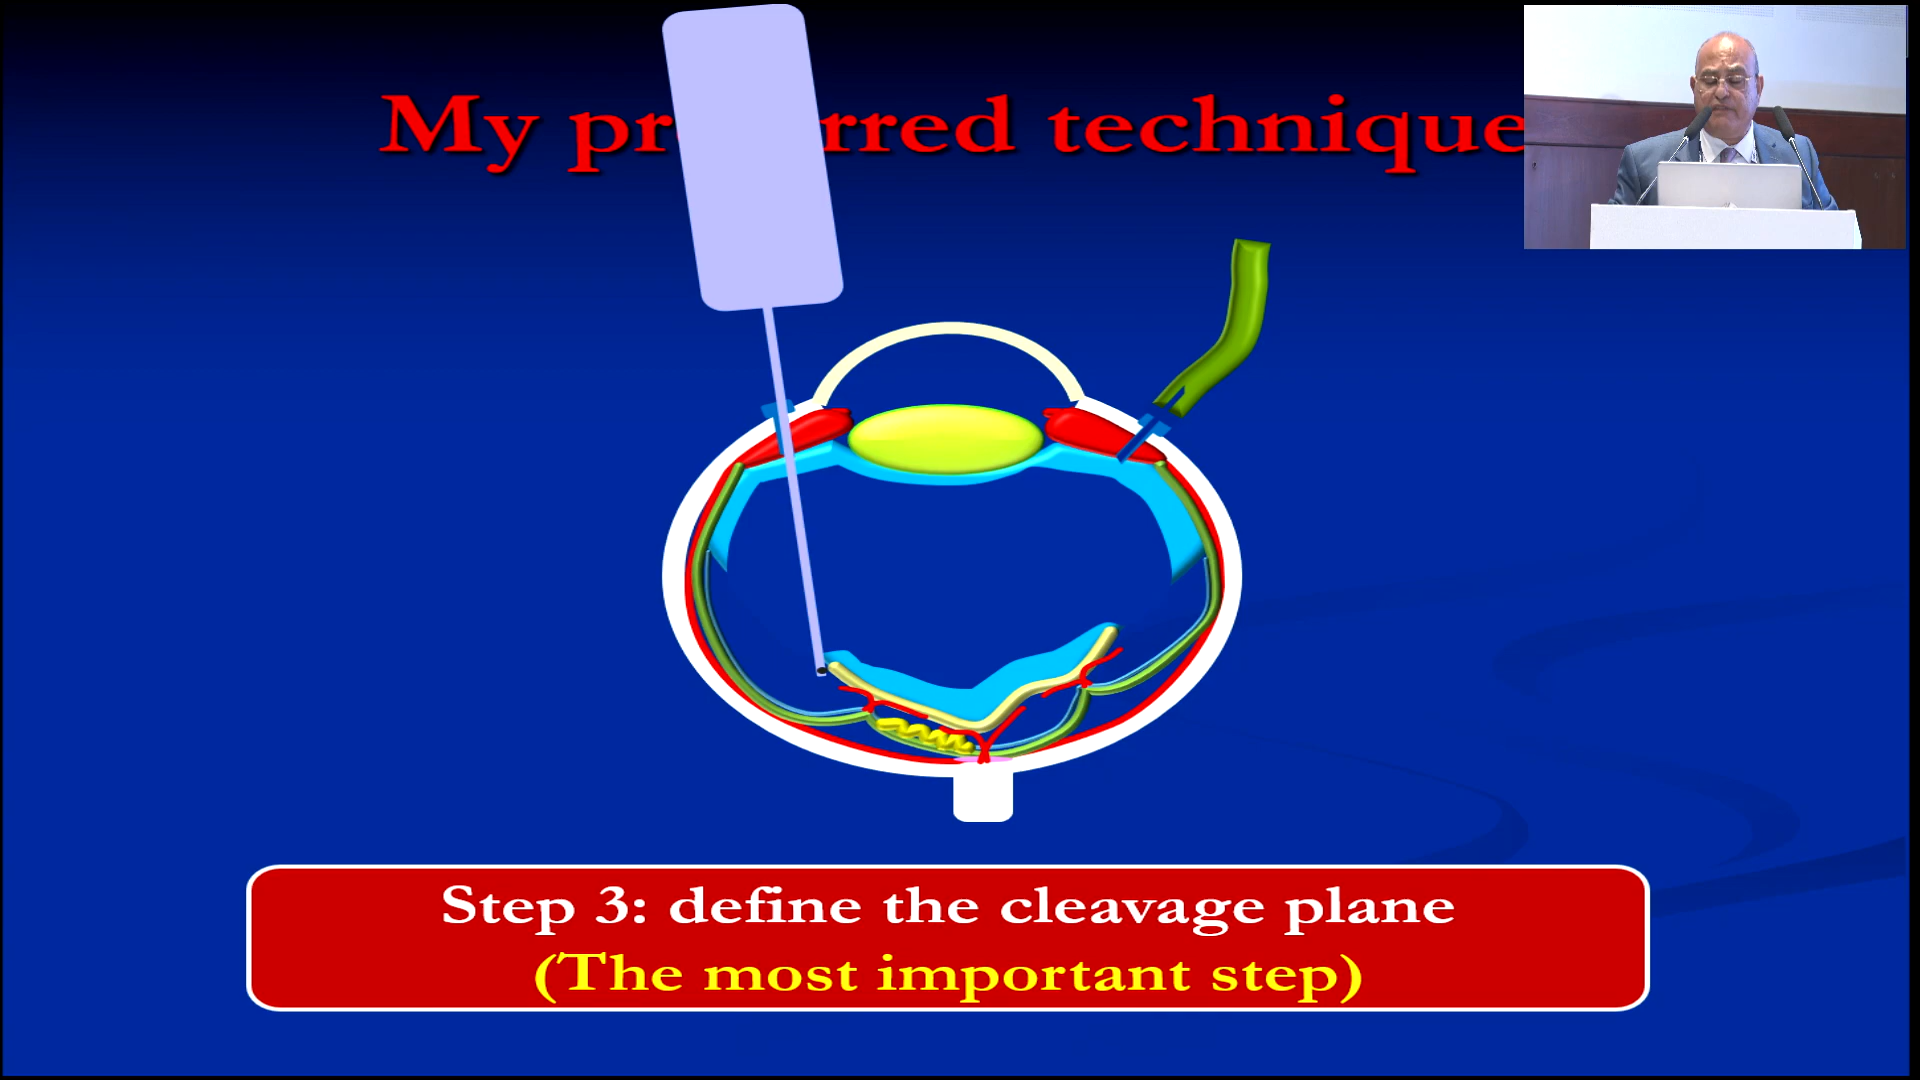 My pr rred technique
Step 3: define the cleavage plane
(The most important step)